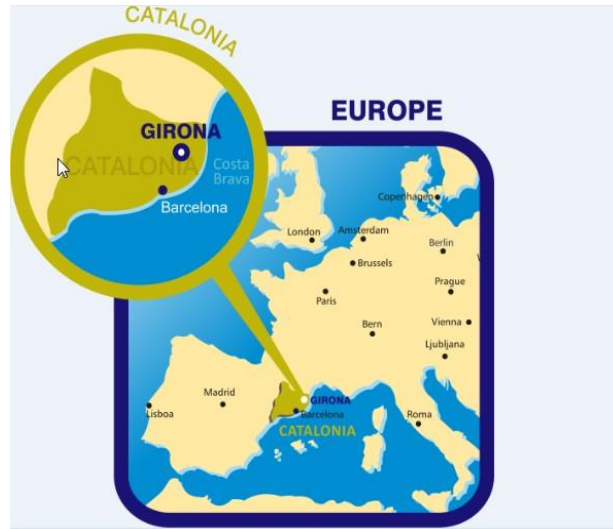 CATALONIA
EUROPE
GIRONA
CATALONIA
Costa
Brava
Barcelona
Copenhagen
London
Amsterdam
Berlin
Brussels
Prague
Paris
Bern
Vienna
Ljubljana
Madrid
GIRONA
Lisboa
Barcelona
Roma
CATALONIA